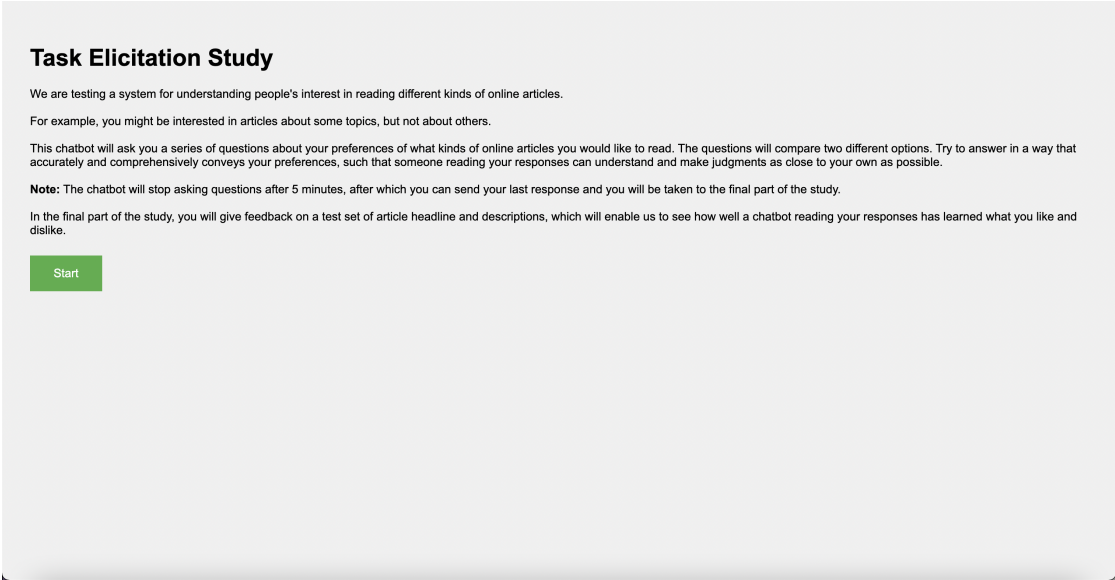 Task Elicitation Study
We are testing a system for understanding people's interest in reading different kinds of online articles.
For example, you might be interested in articles about some topics, but not about others.
This chatbot will ask you a series of questions about your preferences of what kinds of online articles you would like to read. The questions will compare two different options. Try to answer in a way that
accurately and comprehensively conveys your preferences, such that someone reading your responses can understand and make judgments as close to your own as possible.
Note: The chatbot will stop asking questions after 5 minutes, after which you can send your last response and you will be taken to the final part of the study.
In the final part of the study, you will give feedback on a test set of article headline and descriptions, which will enable us to see how well a chatbot reading your responses has learned what you like and
dislike.
Start